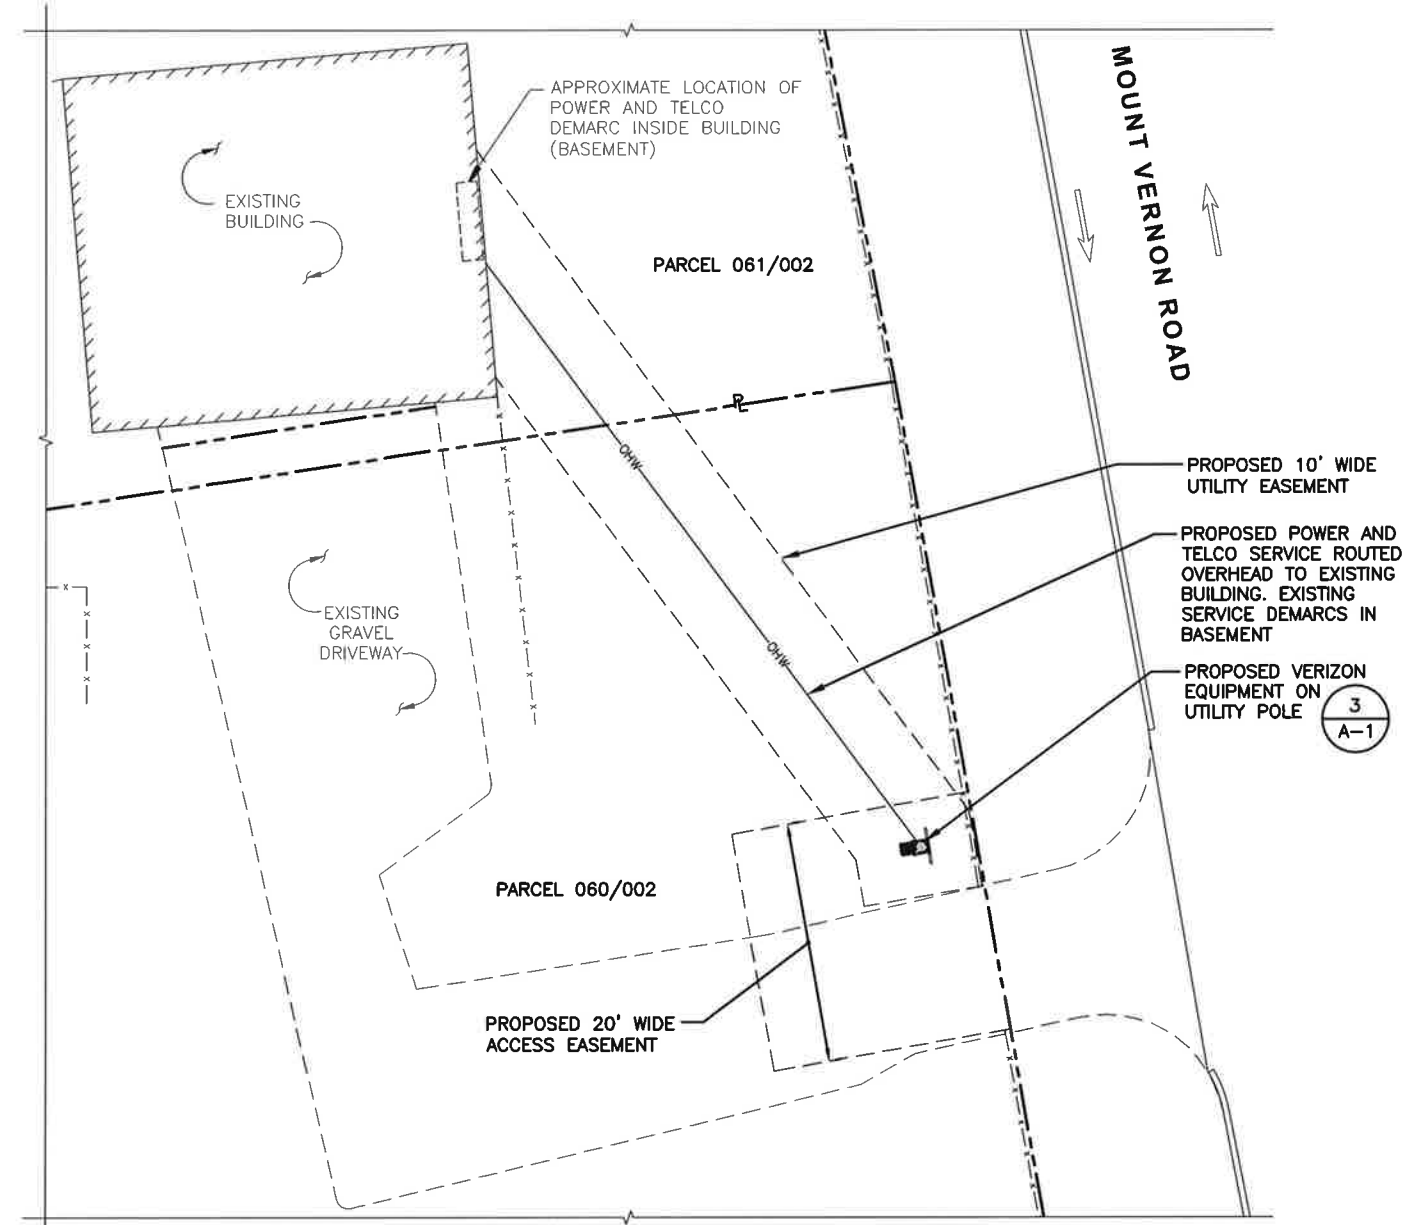 APPROXIMATE LOCATION OF
POWER AND TELCO
DEMARC INSIDE BUILDING
(BASEMENT)
MOUNT VERNON ROAD
EXISTING
BUILDING
PARCEL 061/002
PL
OHW
PROPOSED 10' WIDE
UTILITY EASEMENT
PROPOSED POWER AND
TELCO SERVICE ROUTED
OVERHEAD TO EXISTING
BUILDING. EXISTING
SERVICE DEMARCS IN
BASEMENT
EXISTING
GRAVEL
DRIVEWAY
OHW
PROPOSED VERIZON
EQUIPMENT ON
UTILITY POLE
3
A-1
PARCEL 060/002
PROPOSED 20' WIDE
ACCESS EASEMENT